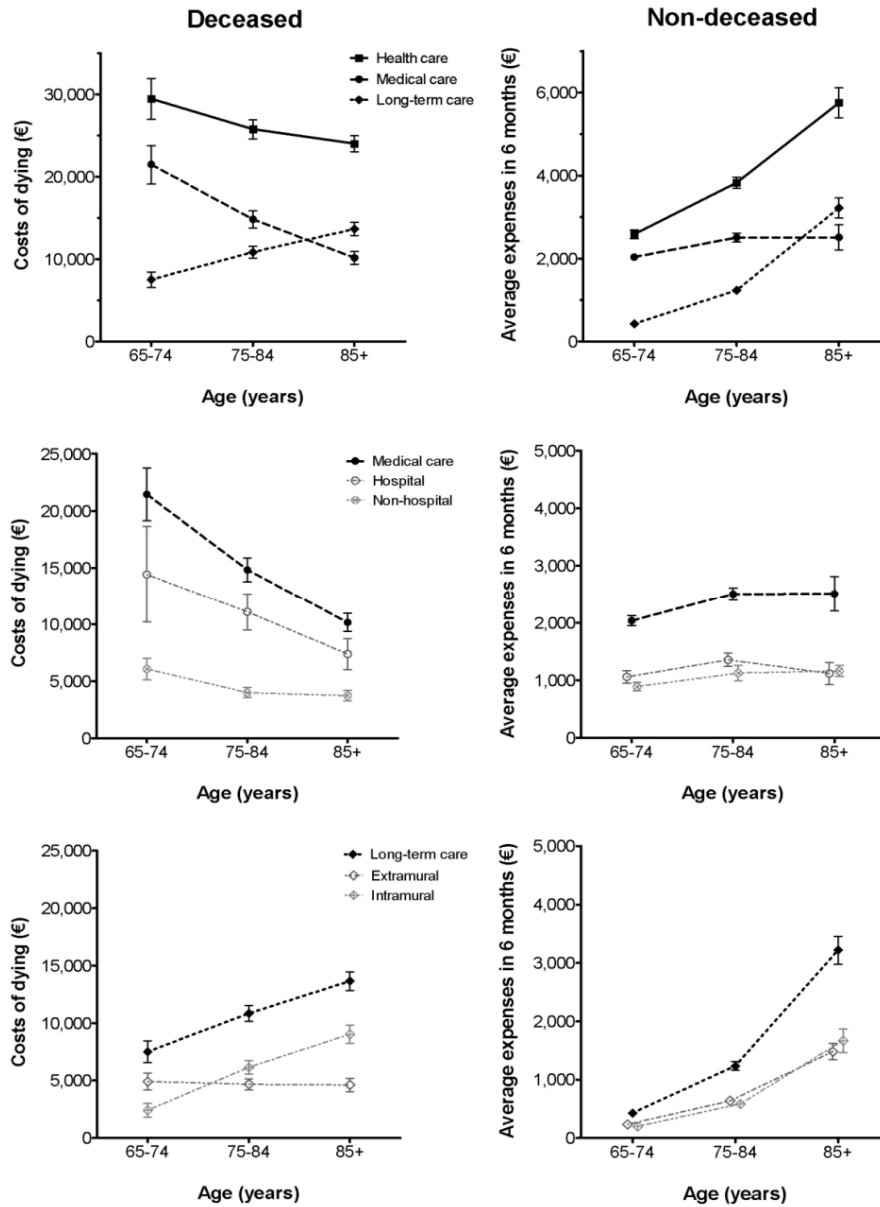 Deceased
Non-deceased
Costs of dying (€)
30,000
20,000
10,000
0
Health care
Medical care
Long-term care
65-74
75-84
85+
Age (years)
Average expenses in 6 months (€)
6,000
4,000
2,000
0
65-74
75-84
85+
Age (years)
Costs of dying (€)
25,000
20,000
15,000
10,000
5,000
0
Medical care
Hospital
Non-hospital
65-74
75-84
85+
Age (years)
Average expenses in 6 months (€)
5,000
4,000
3,000
2,000
1,000
0
65-74
75-84
85+
Age (years)
Costs of dying (€)
25,000
20,000
15,000
10,000
5,000
0
Long-term care
Extramural
Intramural
65-74
75-84
85+
Age (years)
Average expenses in 6 months (€)
5,000
4,000
3,000
2,000
1,000
0
65-74
75-84
85+
Age (years)